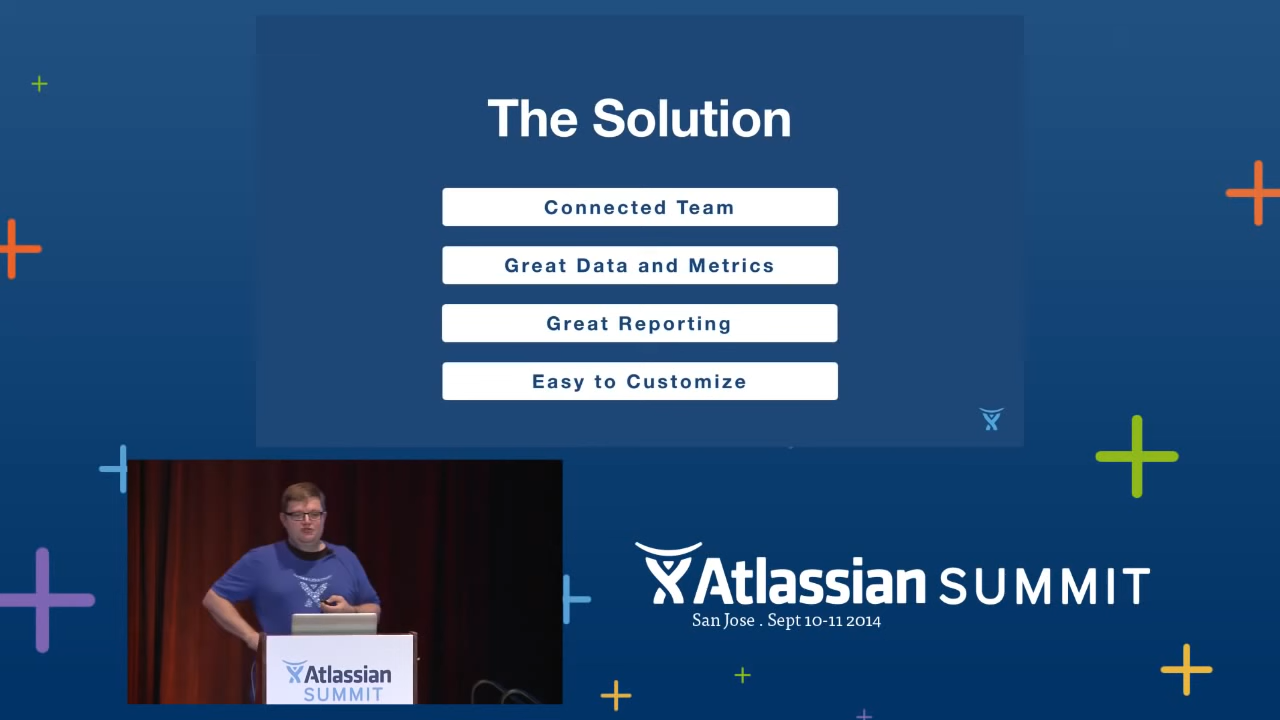 The Solution
Connected Team
Great Data and Metrics
Great Reporting
Easy to Customize
Atlassian SUMMIT
San Jose . Sept 10-11 2014
Atlassian
SUMMIT